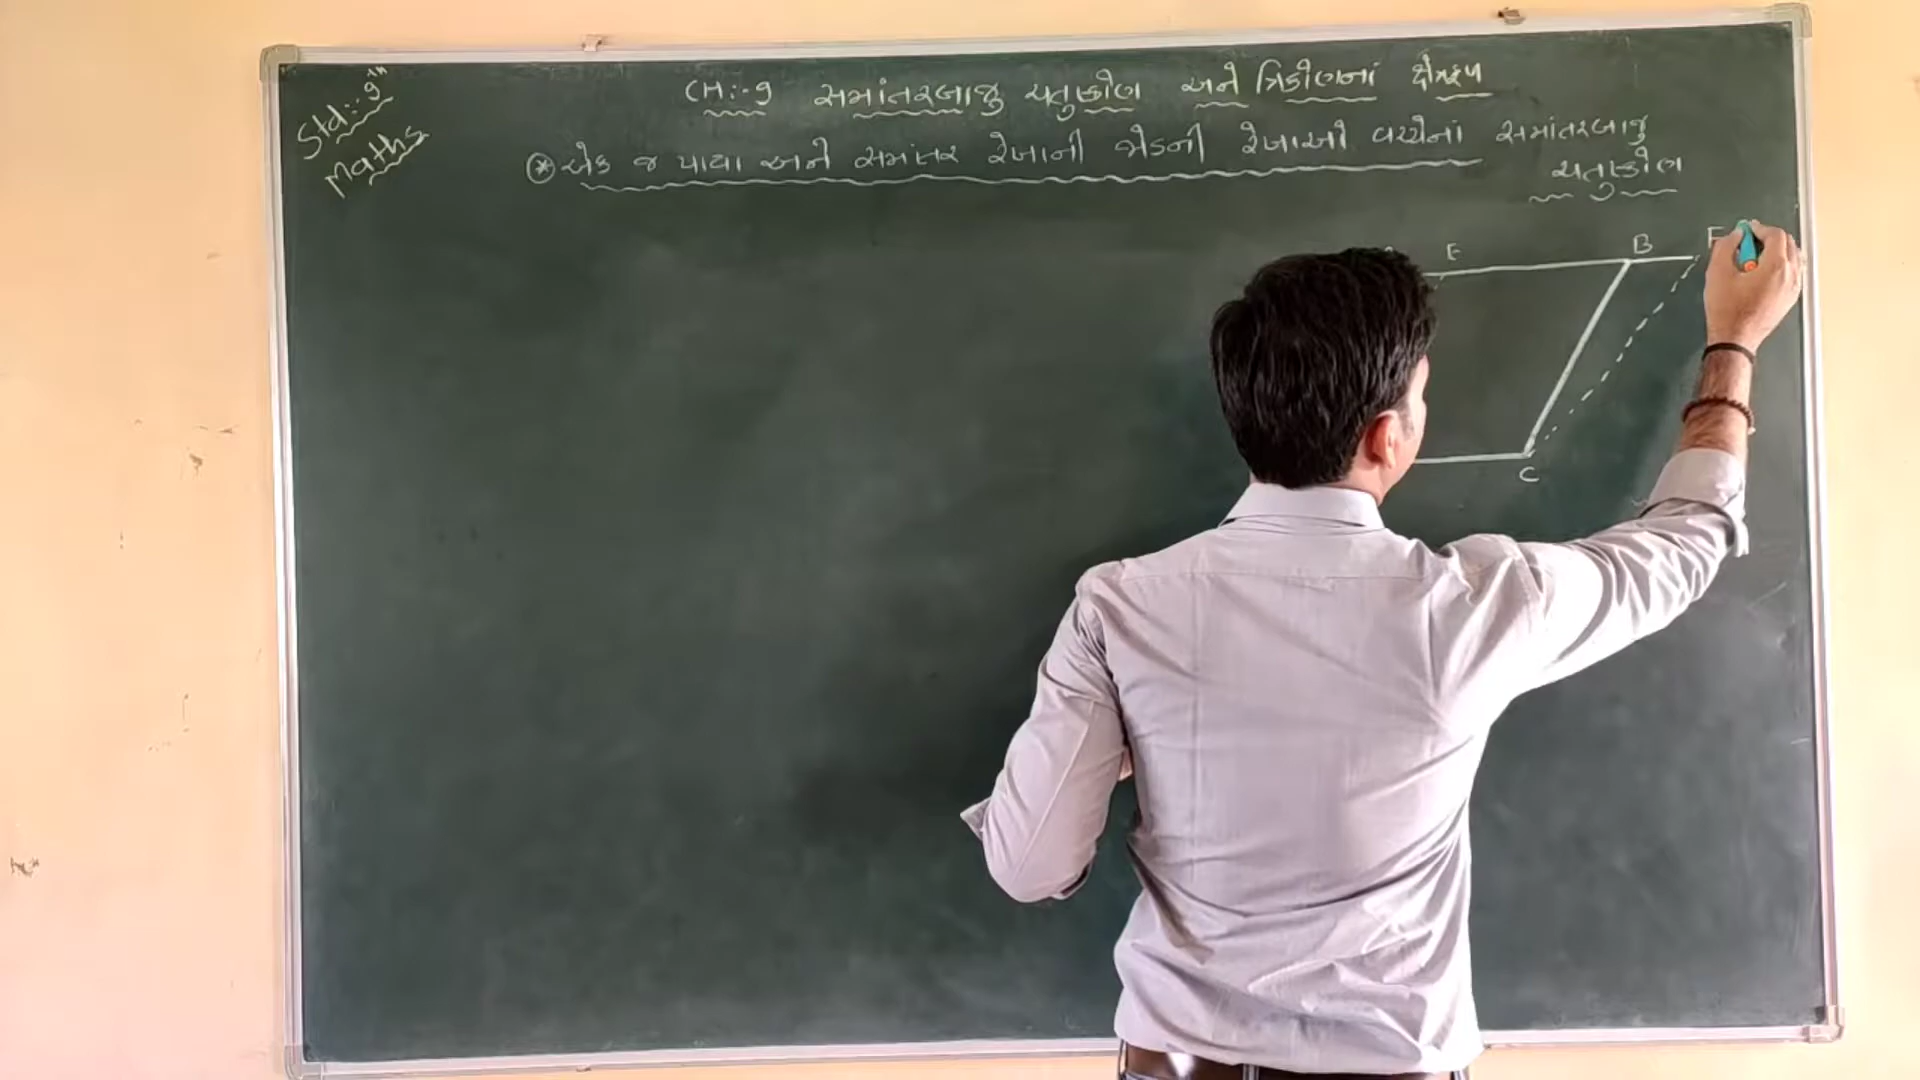 Std:- 9th
Maths
CH:- 9 સમાંતરબાજુ ચતુષ્કોણ અને ત્રિકોણનાં ક્ષેત્રફળ
* એક જ પાયા અને સમાંતર રેખાની જોડની રેખાઓ વચ્ચેનાં સમાંતરબાજુ
ચતુષ્કોણ
E B F
C